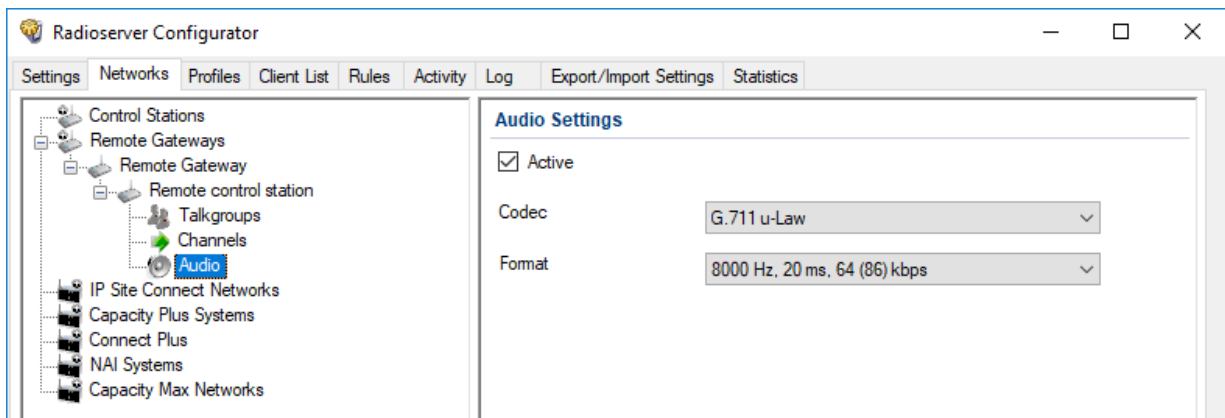 Radioserver Configurator
Settings Networks Profiles Client List Rules Activity Log Export/Import Settings Statistics
Control Stations
Remote Gateways
Remote Gateway
Remote control station
Talkgroups
Channels
Audio
IP Site Connect Networks
Capacity Plus Systems
Connect Plus
NAI Systems
Capacity Max Networks
Audio Settings
Active
Codec G.711 u-Law
Format 8000 Hz, 20 ms, 64 (86) kbps